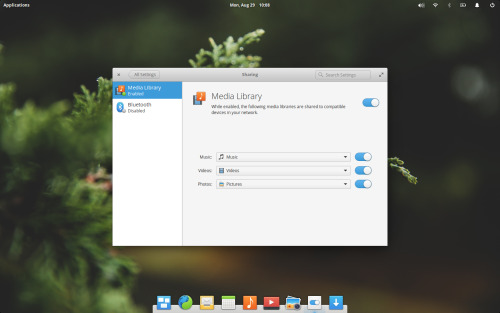 Applications
Mon, Aug 29 10:08
All Settings
Sharing
Search Settings
Media Library
Enabled
Bluetooth
Disabled
Media Library
While enabled, the following media libraries are shared to compatible
devices in your network.
Music: Music
Videos: Videos
Photos: Pictures